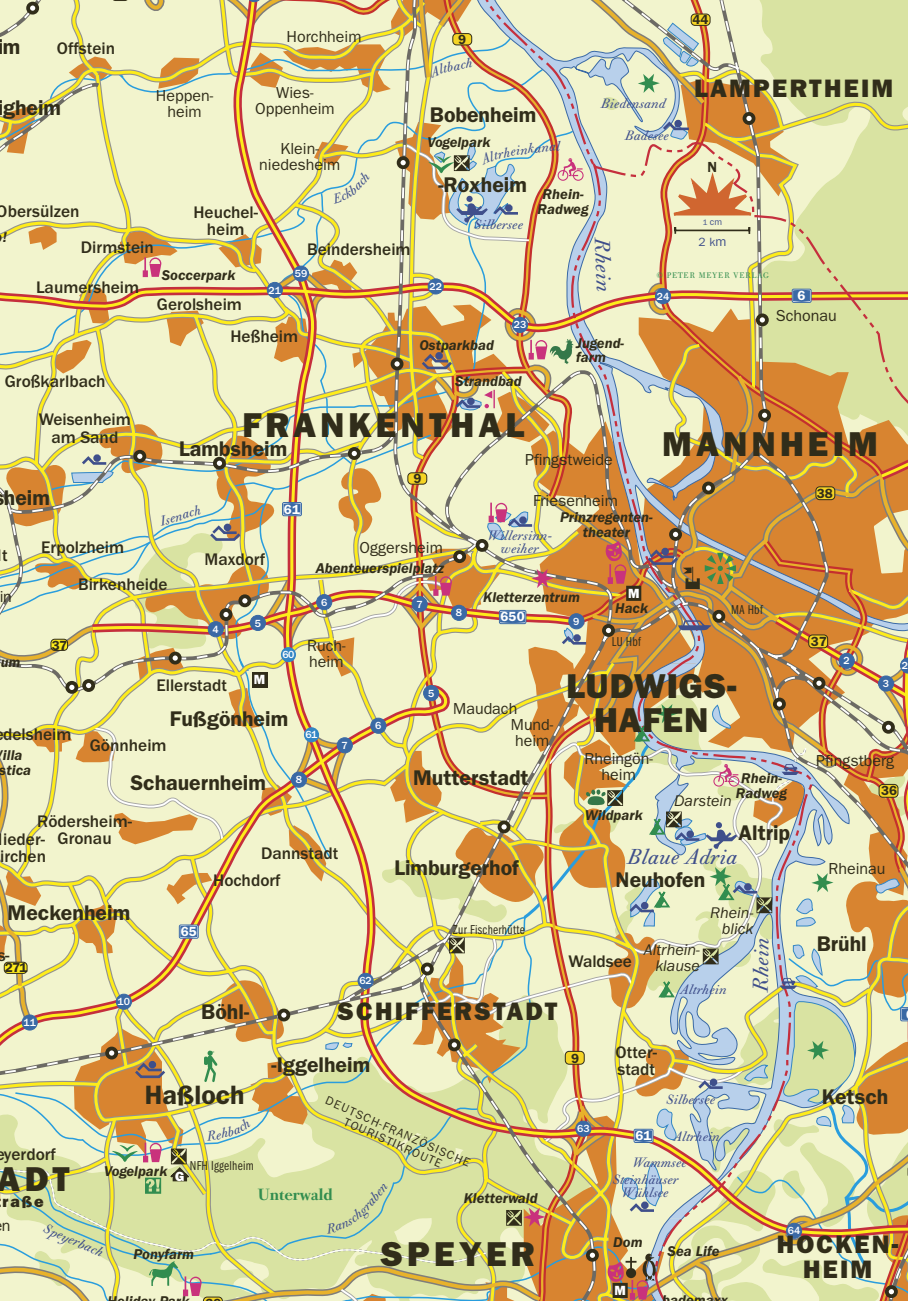 44
9
Offstein
Horchheim
Altbach
LAMPERTHEIM
Heppen-
heim
Wies-
Oppenheim
Biedensand
Bobenheim
Badesee
Vogelpark
Klein-
niedesheim
Altrheinkanal
N
Eckbach
-Roxheim
Rhein-
Radweg
Obersülzen
Heuchel-
heim
Silbersee
1 cm
2 km
Dirmstein
Beindersheim
Rhein
Soccerpark
59
© PETER MEYER VERLAG
Laumersheim
21
22
24
6
Gerolsheim
Schonau
23
Heßheim
Ostparkbad
Jugend-
farm
Großkarlbach
Strandbad
Weisenheim
am Sand
FRANKENTHAL
MANNHEIM
Lambsheim
Pfingstweide
9
38
61
Friesenheim
Isenach
Prinzregenten-
theater
Willersinn-
weiher
Erpolzheim
Oggersheim
Maxdorf
Abenteuerspielplatz
Birkenheide
Kletterzentrum
M
Hack
MA Hbf
6
7
8
650
9
5
4
37
LU Hbf
37
60
Ruch-
heim
2
3
Ellerstadt
M
LUDWIGS-
HAFEN
5
Maudach
Fußgönheim
6
Mund-
heim
61
7
Gönnheim
Rheingön-
heim
Pfingstberg
Schauernheim
8
Mutterstadt
Rhein-
Radweg
36
Wildpark
Darstein
Rödersheim-
Gronau
Altrip
Dannstadt
Blaue Adria
Limburgerhof
Rheinau
Hochdorf
Neuhofen
Meckenheim
Rhein-
blick
65
Zur Fischerhütte
Brühl
Altrhein-
klause
Waldsee
Rhein
271
62
Altrhein
10
Böhl-
SCHIFFERSTADT
11
9
Otter-
stadt
-Iggelheim
Silbersee
Haßloch
Ketsch
DEUTSCH-FRANZÖSISCHE
TOURISTIKROUTE
Rehbach
63
61
Altrhein
NFH Iggelheim
Vogelpark
G
Wammsee
Steinhäuser
Wühlsee
Unterwald
Kletterwald
Ranschgraben
Speyerbach
64
Dom
Sea Life
HOCKEN-
HEIM
Ponyfarm
SPEYER
M